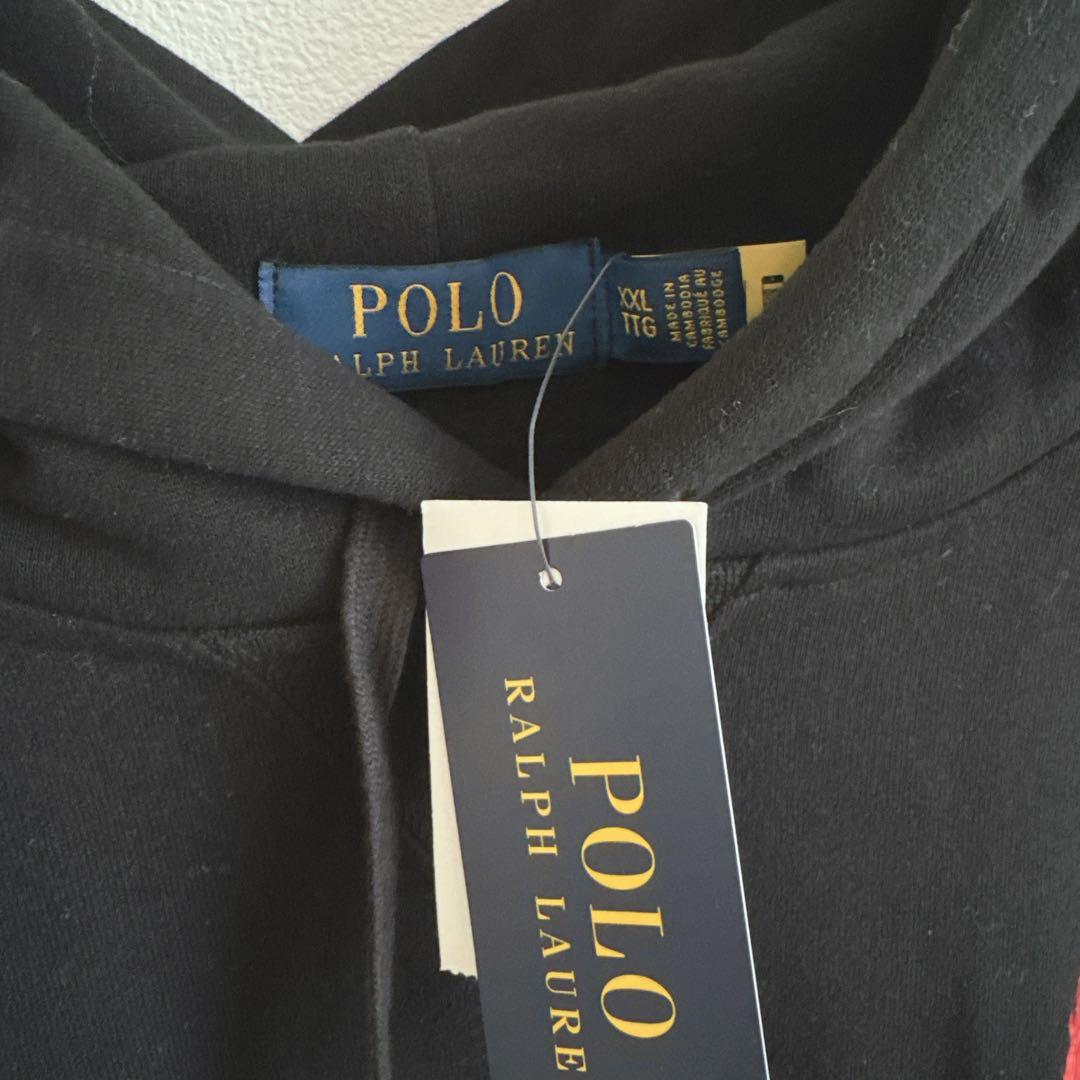 POLO
RALPH LAUREN
XXL
TTG
MADE IN
CAMBODIA
FABRIQUÉ AU
CAMBODGE
POLO
RALPH LAURE